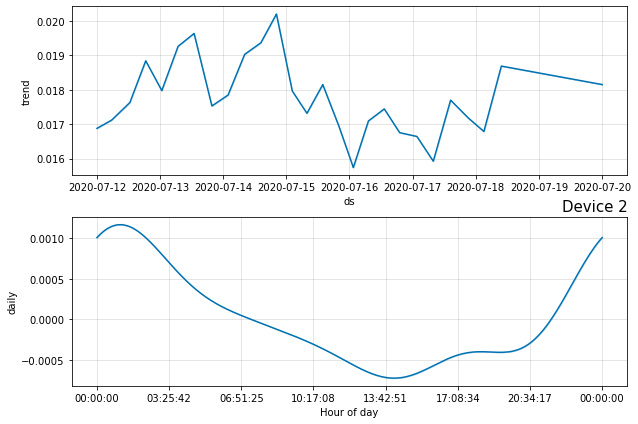 0.020
0.019
0.018
0.017
0.016
trend
2020-07-12 2020-07-13 2020-07-14 2020-07-15 2020-07-16 2020-07-17 2020-07-18 2020-07-19 2020-07-20
ds
Device 2
0.0010
0.0005
0.0000
−0.0005
daily
00:00:00 03:25:42 06:51:25 10:17:08 13:42:51 17:08:34 20:34:17 00:00:00
Hour of day